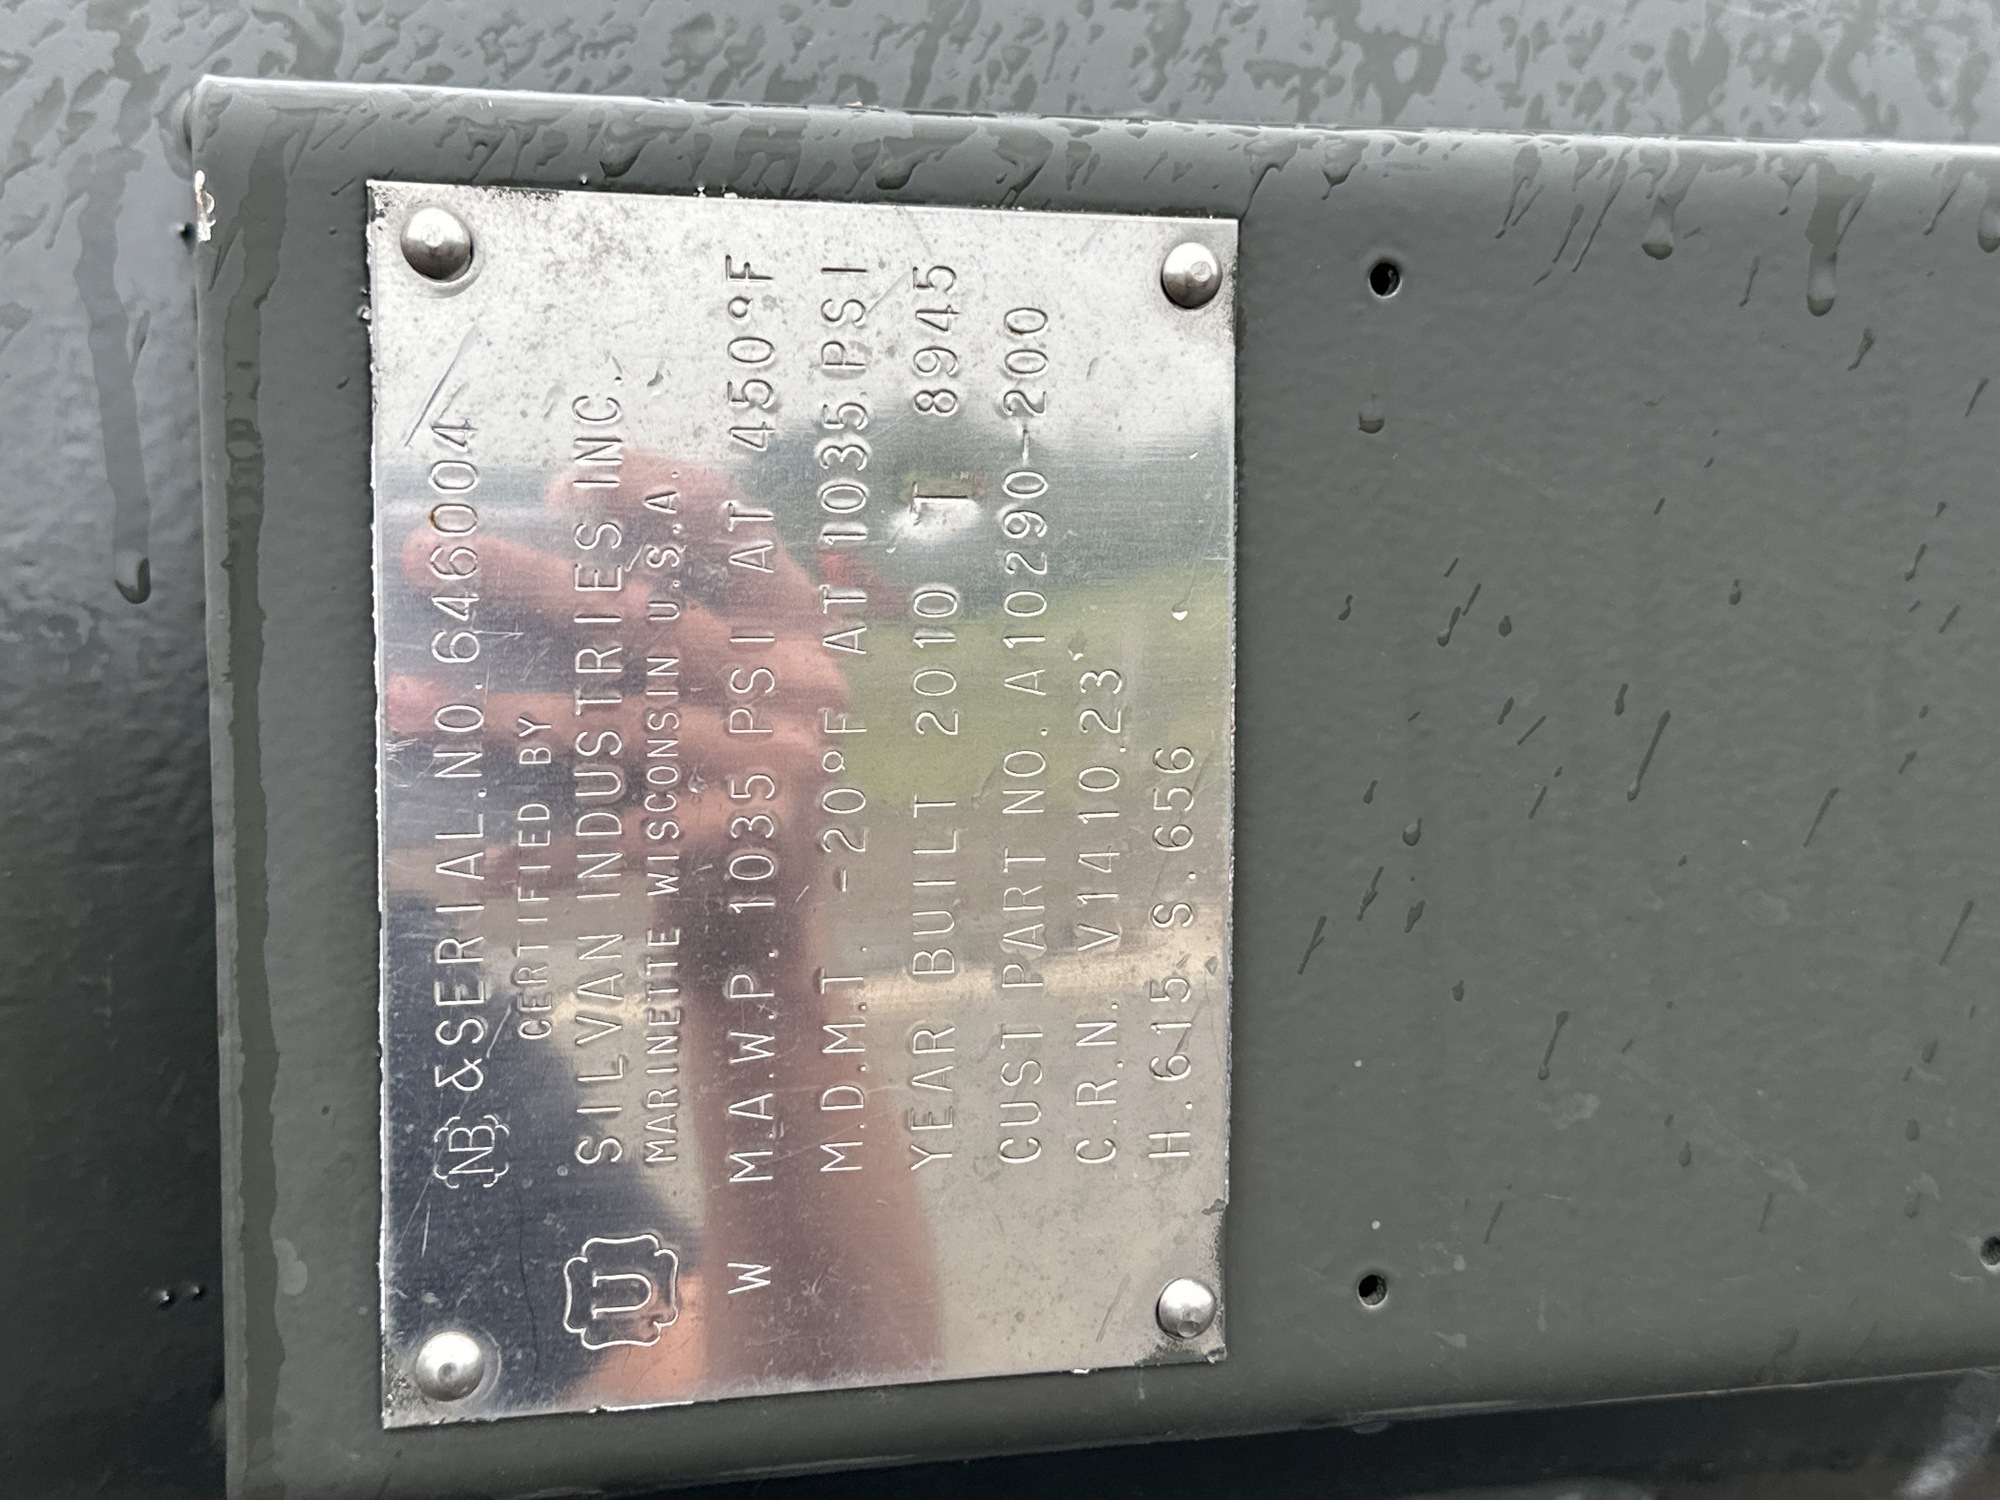 NB & SERIAL.NO.646004
CERTIFIED BY
SILVAN INDUSTRIES INC.
MARINETTE WISCONSIN U.S.A.
U
W M.A.W.P. 1035 PSI AT 450°F
M.D.M.T. -20°F AT 1035 PSI
YEAR BUILT 2010 T 8945
CUST PART NO. A10290-200
C.R.N. V1410.23
H.615 S.656